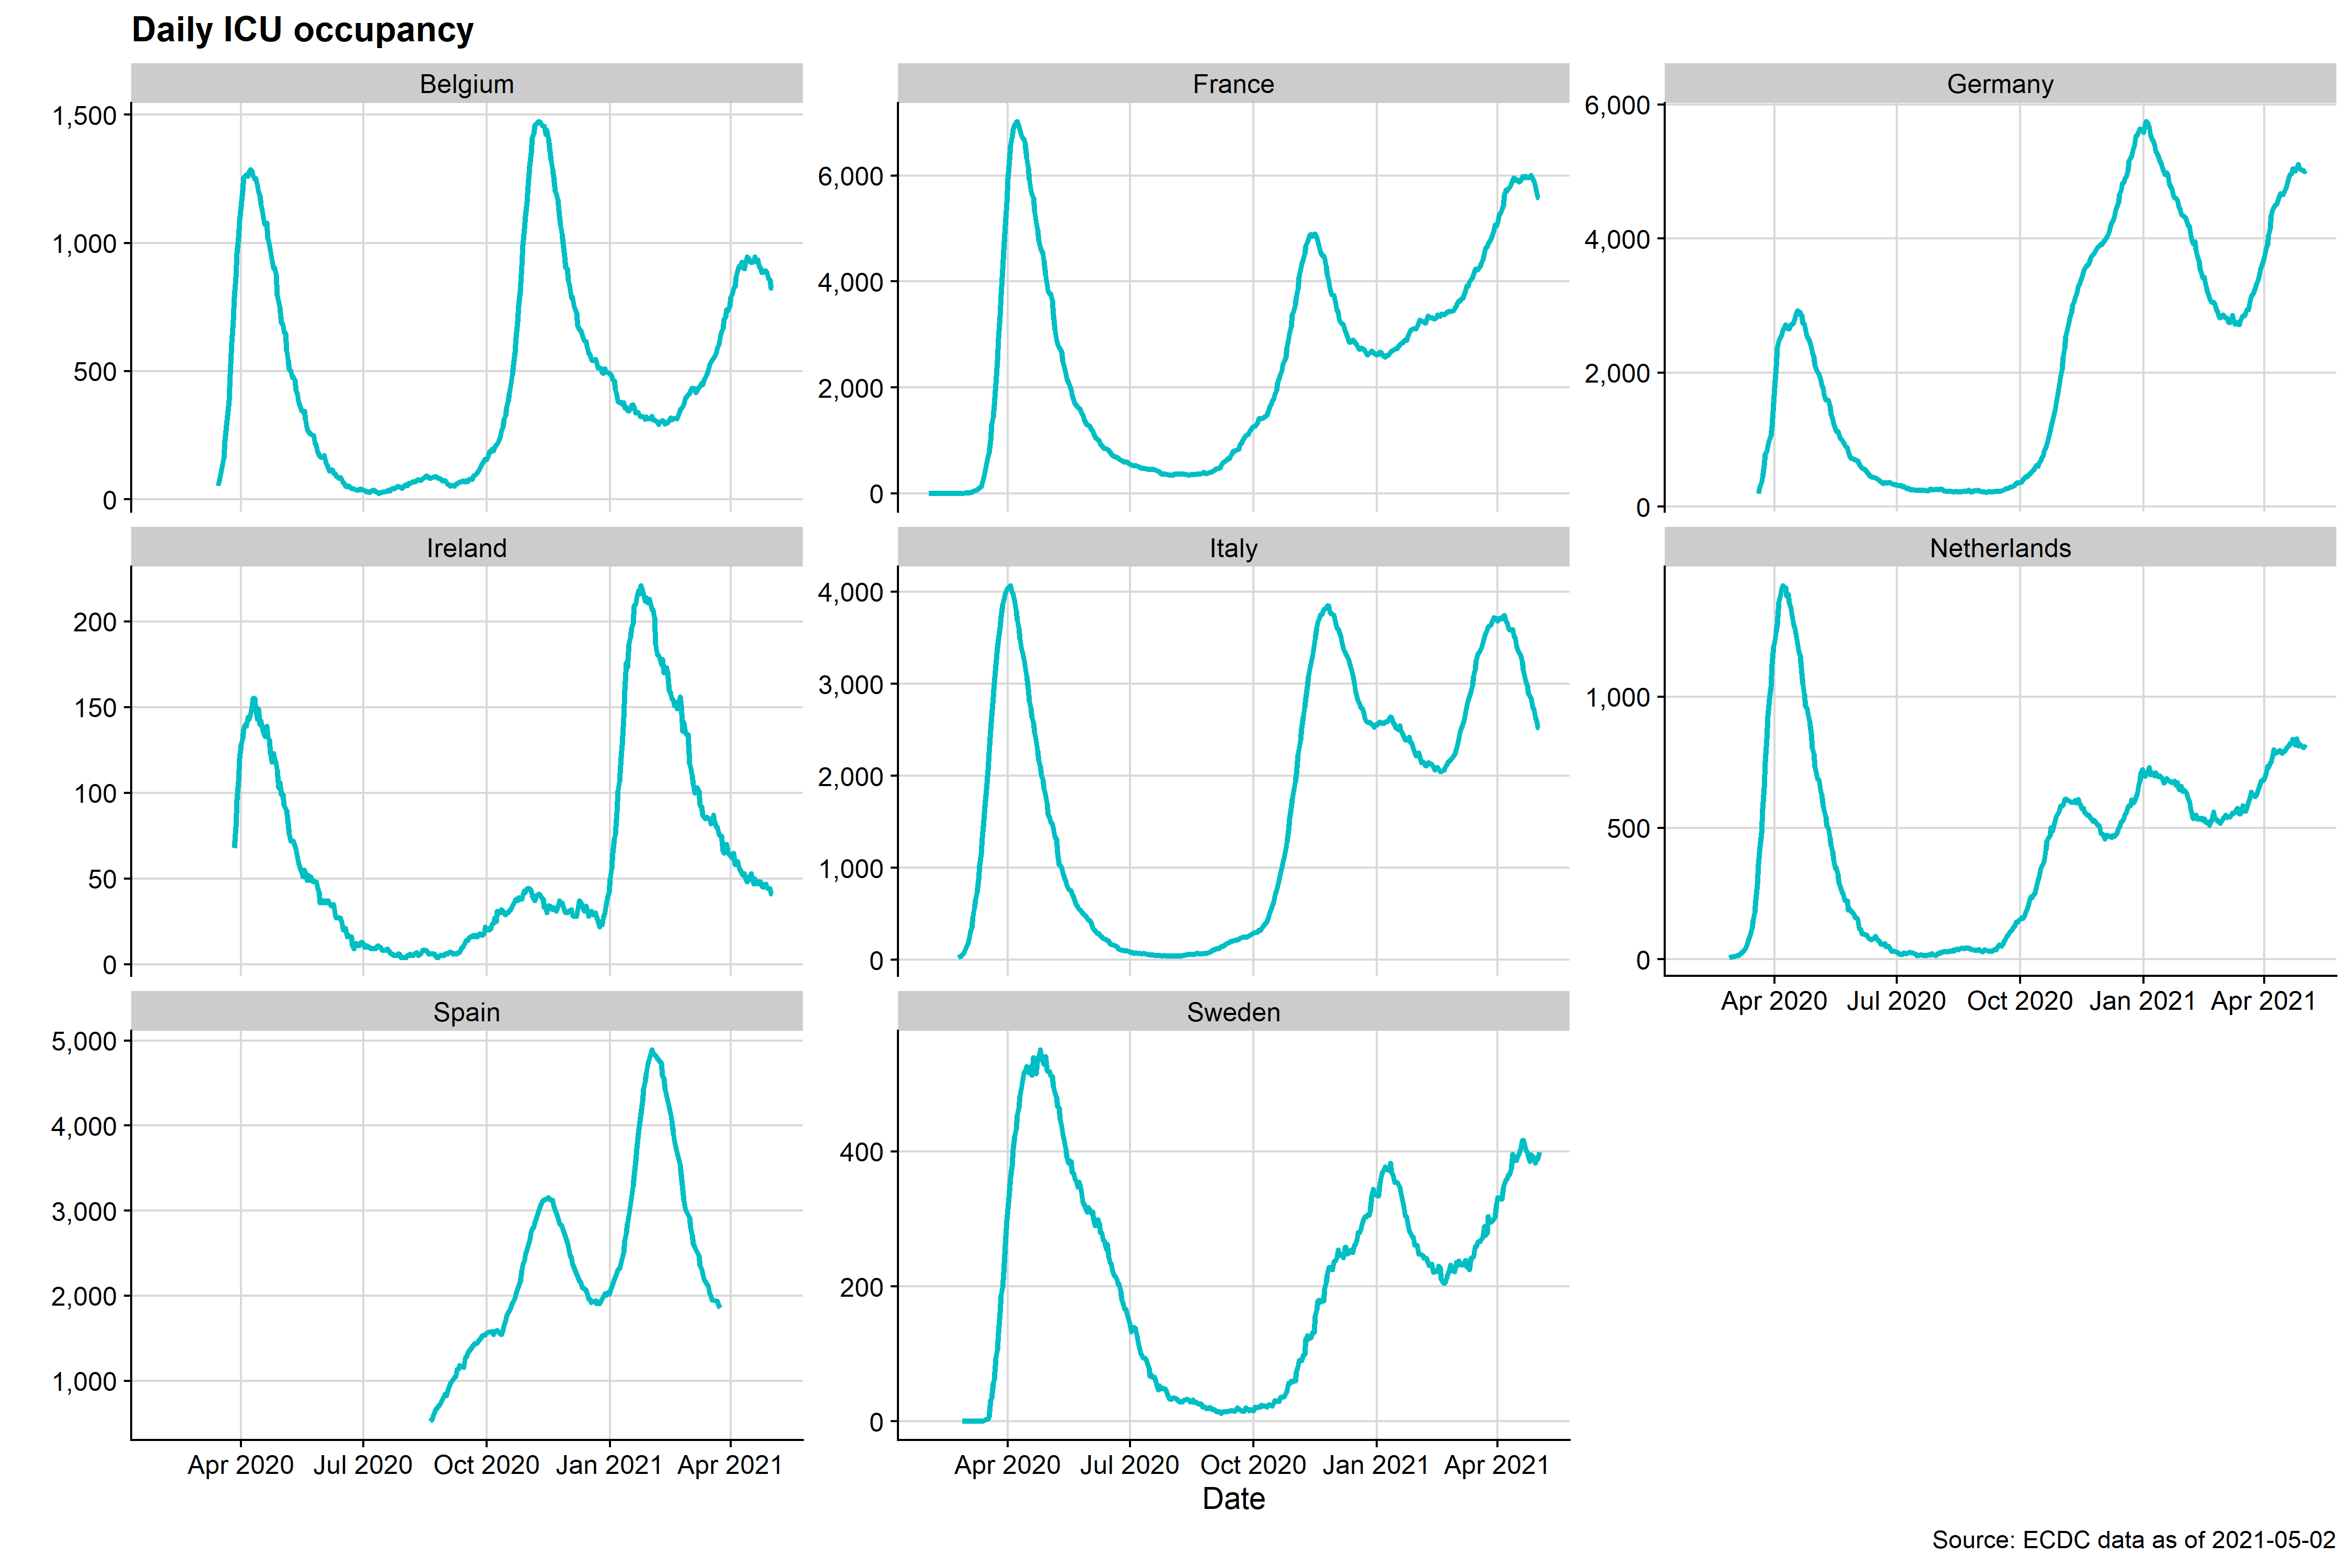 Daily ICU occupancy
Belgium
France
Germany
1,500
1,000
500
0
6,000
4,000
2,000
0
6,000
4,000
2,000
0
Ireland
Italy
Netherlands
200
150
100
50
0
4,000
3,000
2,000
1,000
0
1,000
500
0
Apr 2020 Jul 2020 Oct 2020 Jan 2021 Apr 2021
Spain
Sweden
5,000
4,000
3,000
2,000
1,000
400
200
0
Apr 2020 Jul 2020 Oct 2020 Jan 2021 Apr 2021
Apr 2020 Jul 2020 Oct 2020 Jan 2021 Apr 2021
Date
Source: ECDC data as of 2021-05-02